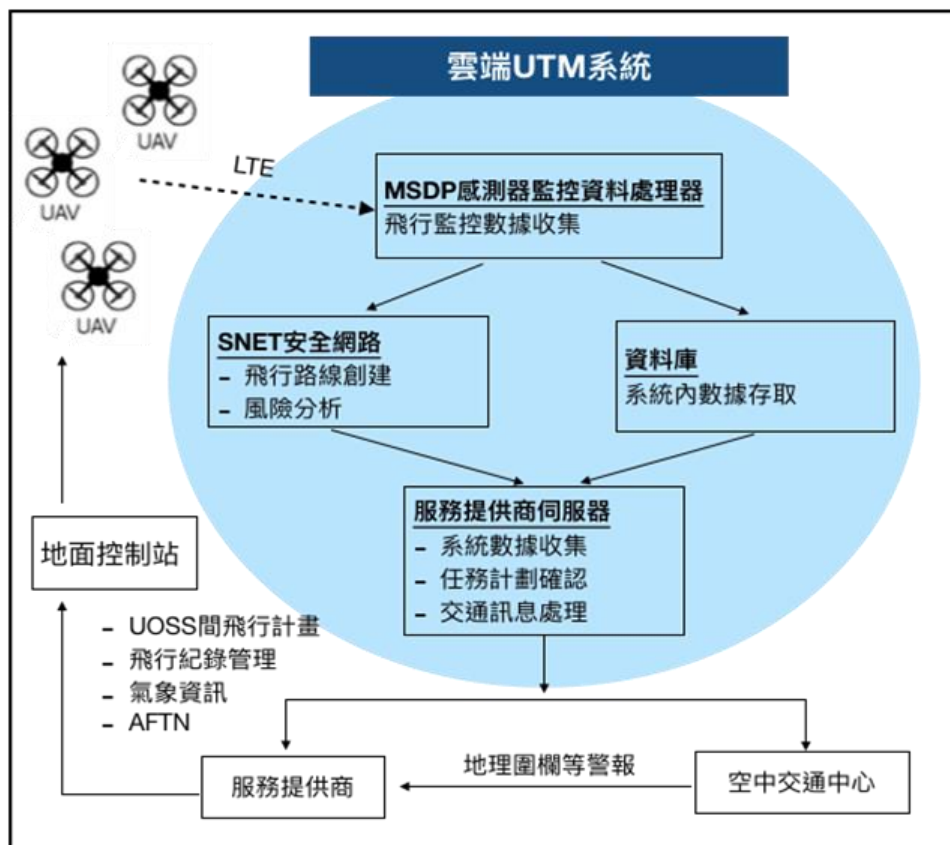 雲端UTM系統
UAV
LTE
UAV
MSDP感測器監控資料處理器
飛行監控數據收集
UAV
SNET安全網路
- 飛行路線創建
- 風險分析
資料庫
系統內數據存取
服務提供商伺服器
- 系統數據收集
- 任務計劃確認
- 交通訊息處理
地面控制站
- UOSS間飛行計畫
- 飛行紀錄管理
- 氣象資訊
- AFTN
服務提供商
地理圍欄等警報
空中交通中心